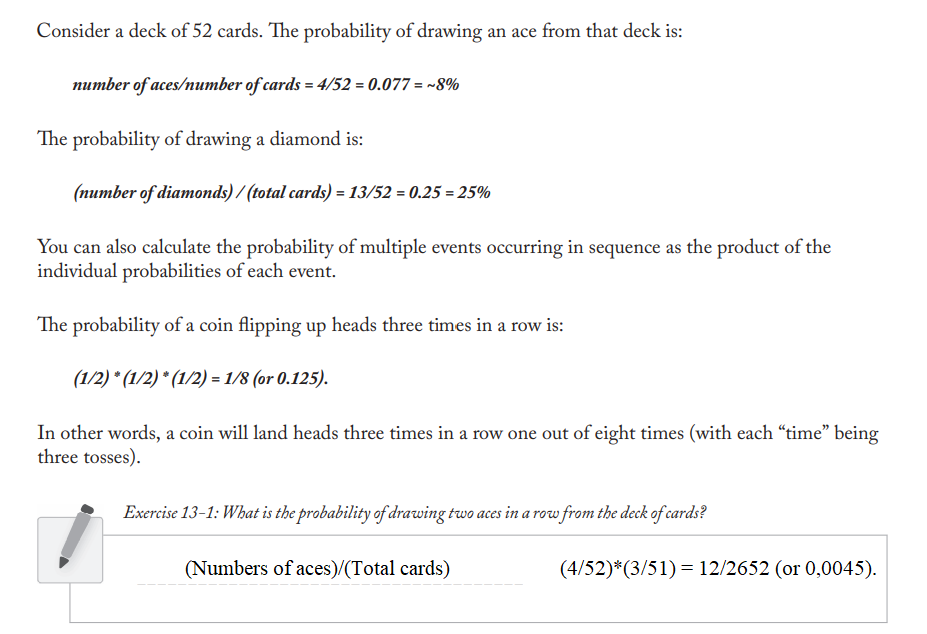 Consider a deck of 52 cards. The probability of drawing an ace from that deck is:
number of aces/number of cards = 4/52 = 0.077 = ~8%
The probability of drawing a diamond is:
(number of diamonds) / (total cards) = 13/52 = 0.25 = 25%
You can also calculate the probability of multiple events occurring in sequence as the product of the
individual probabilities of each event.
The probability of a coin flipping up heads three times in a row is:
(1/2) * (1/2) * (1/2) = 1/8 (or 0.125).
In other words, a coin will land heads three times in a row one out of eight times (with each “time” being
three tosses).
Exercise 13-1: What is the probability of drawing two aces in a row from the deck of cards?
(Numbers of aces)/(Total cards) (4/52)*(3/51) = 12/2652 (or 0,0045).